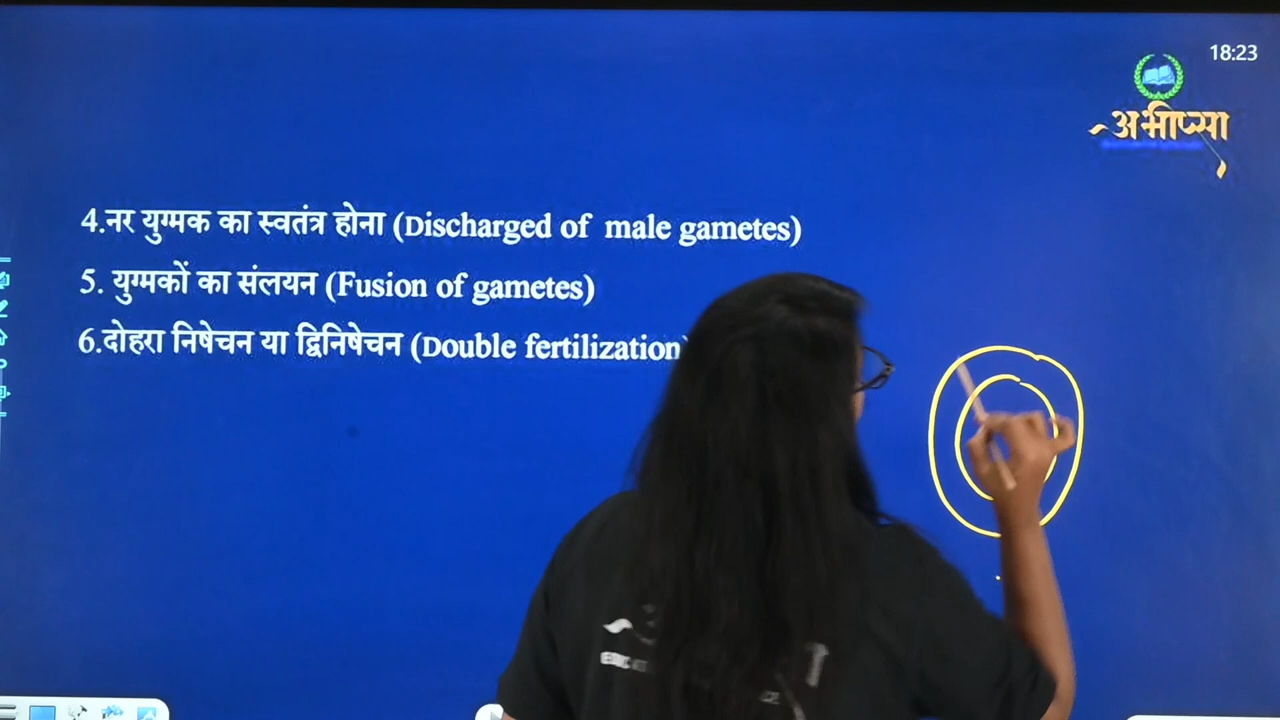 18:23
अभीप्सा
4.नर युग्मक का स्वतंत्र होना (Discharged of male gametes)
5. युग्मकों का संलयन (Fusion of gametes)
6.दोहरा निषेचन या द्विनिषेचन (Double fertilization)